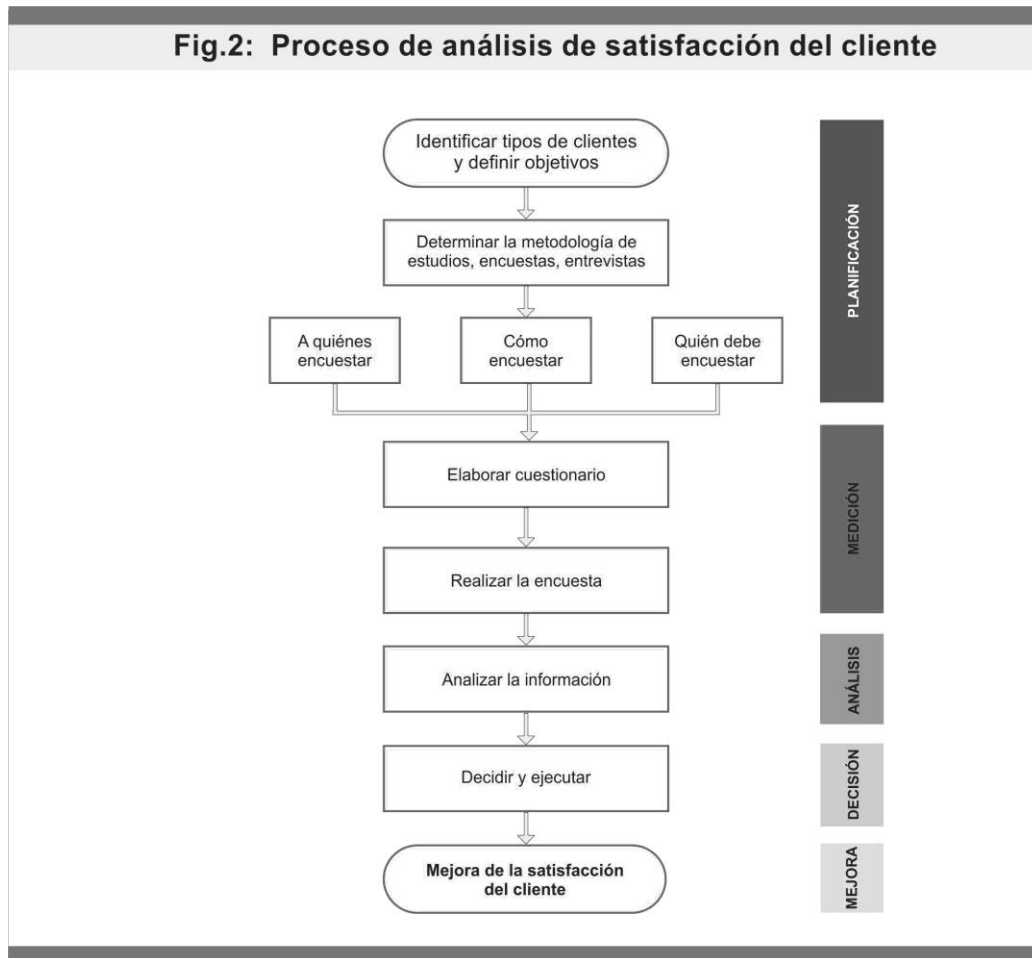 Fig.2: Proceso de análisis de satisfacción del cliente
Identificar tipos de clientes
y definir objetivos
Determinar la metodología de
estudios, encuestas, entrevistas
A quiénes
encuestar
Cómo
encuestar
Quién debe
encuestar
PLANIFICACIÓN
Elaborar cuestionario
Realizar la encuesta
MEDICIÓN
Analizar la información
ANÁLISIS
Decidir y ejecutar
DECISIÓN
Mejora de la satisfacción
del cliente
MEJORA